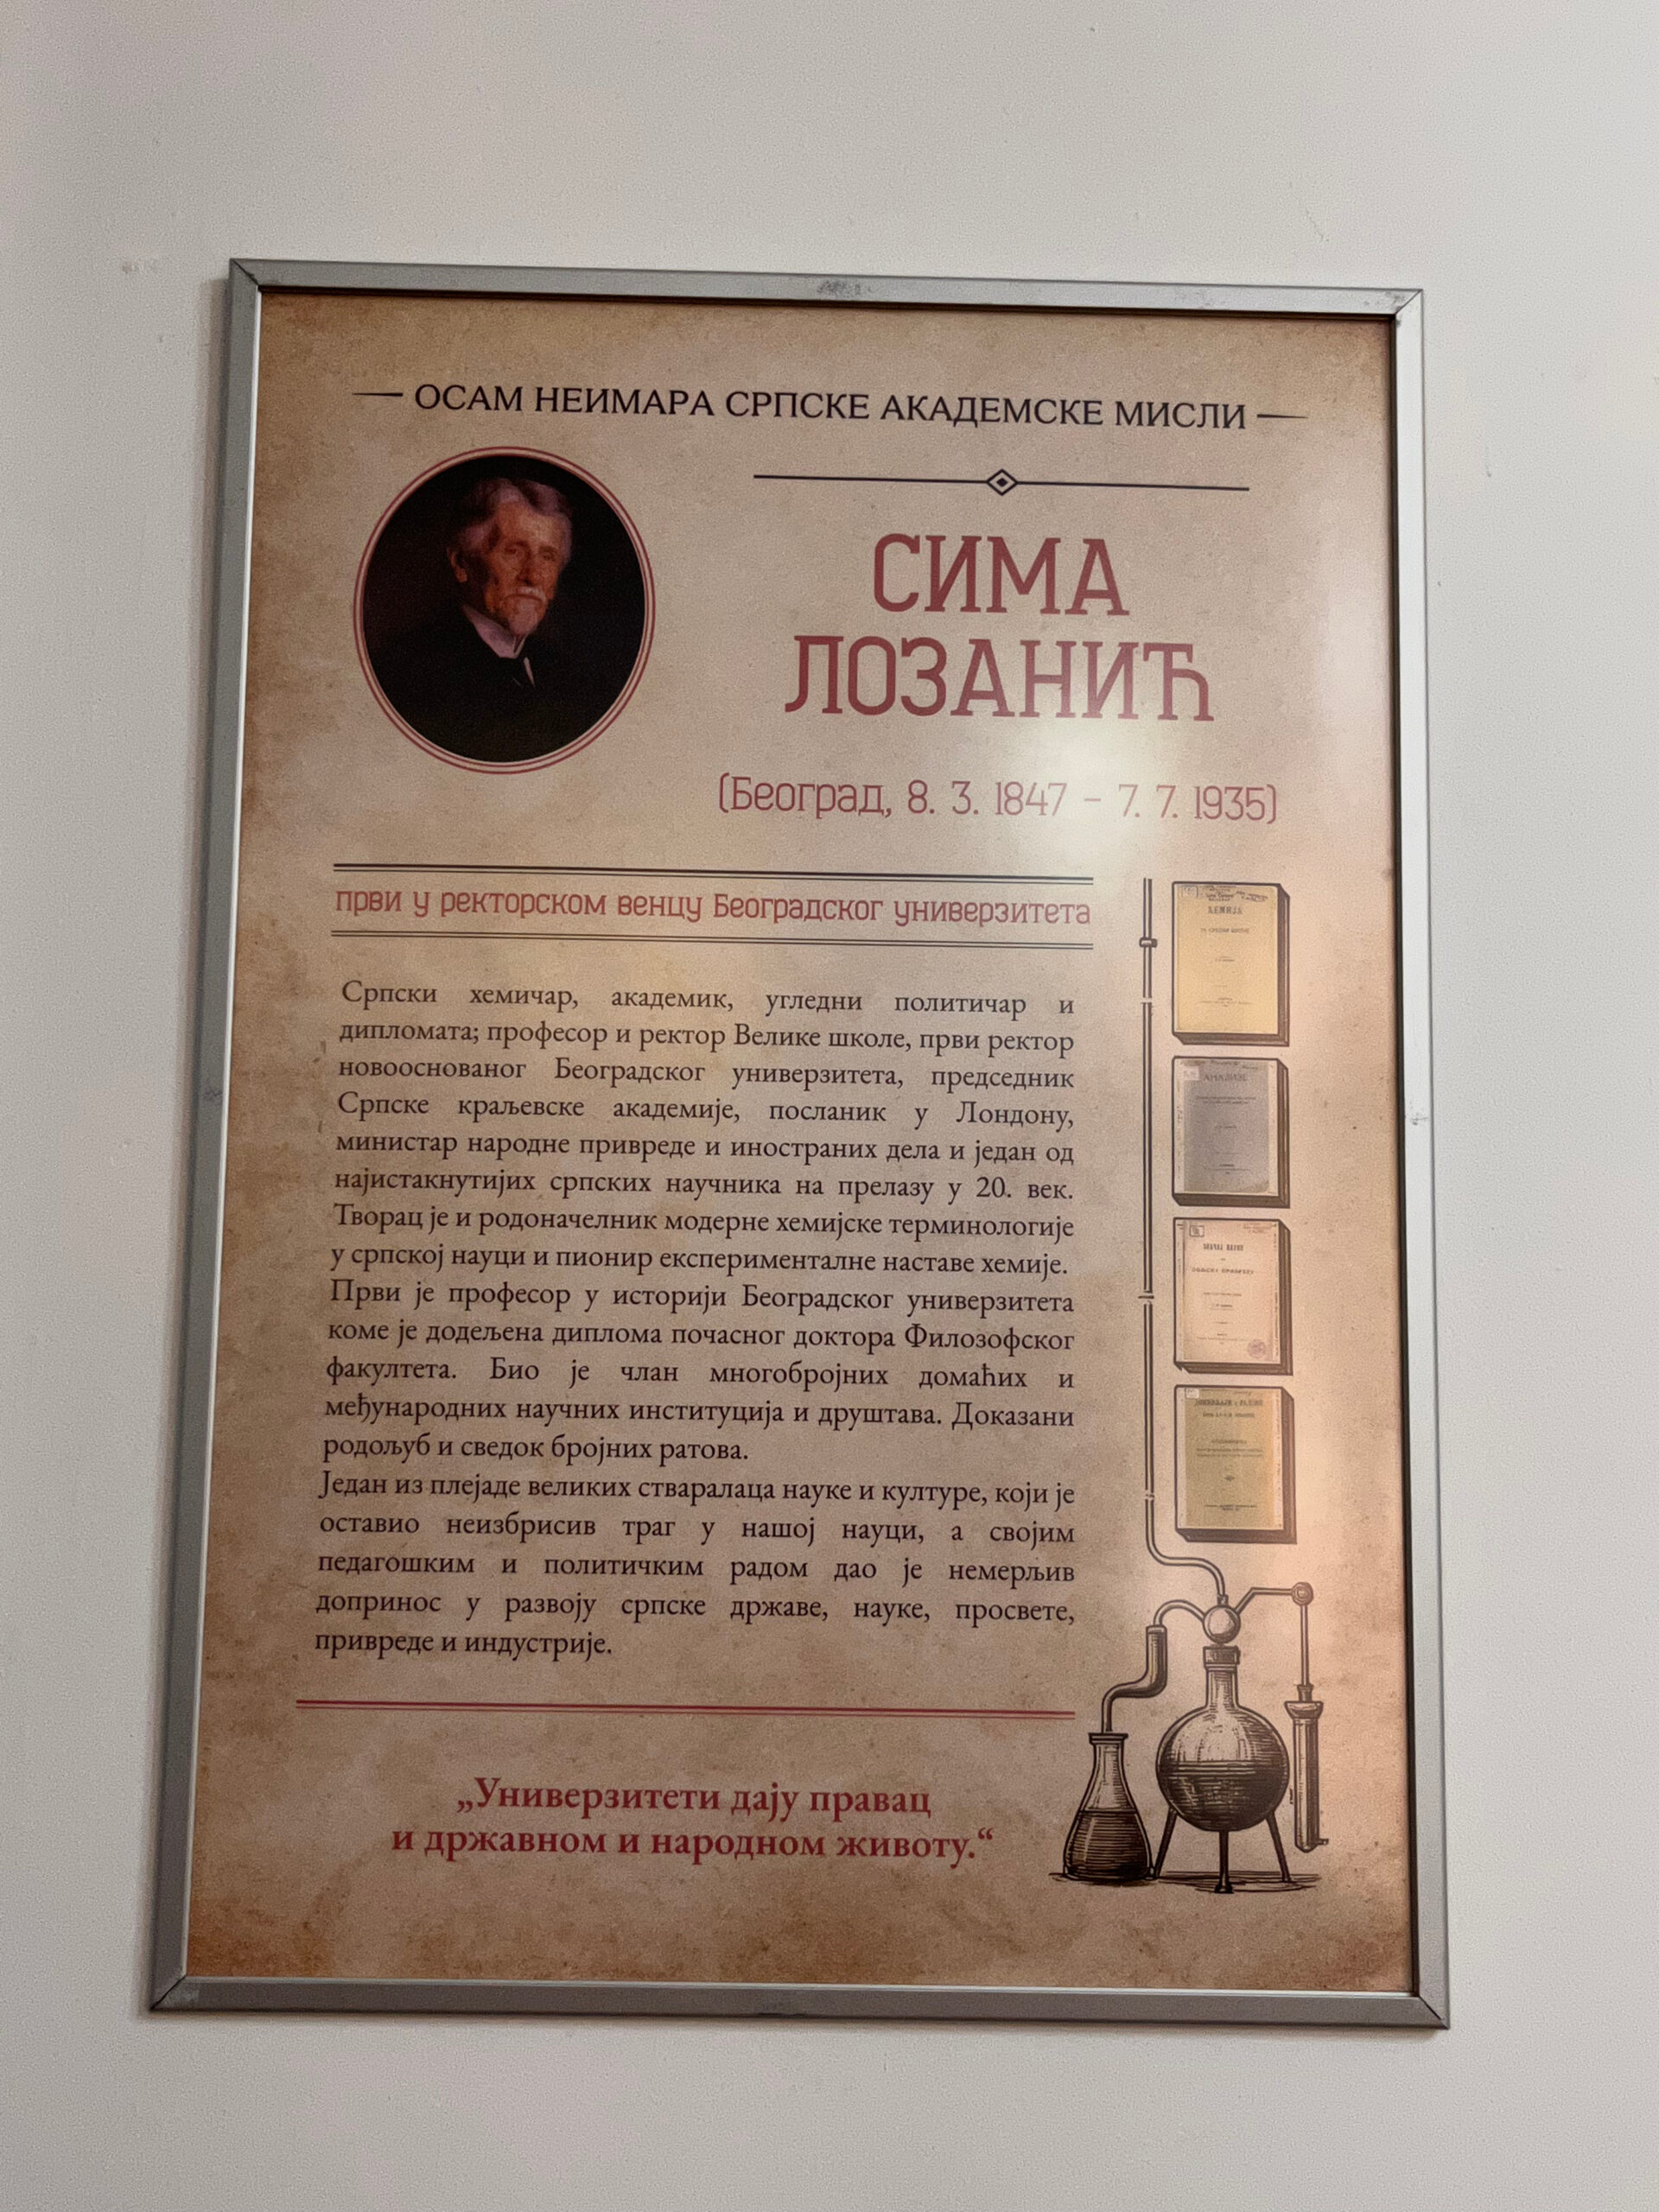 ОСАМ НЕИМАРА СРПСКЕ АКАДЕМСКЕ МИСЛИ
СИМА
ЛОЗАНИЋ
(Београд, 8. 3. 1847 – 7. 7. 1935)
први у ректорском венцу Београдског универзитета
Српски хемичар, академик, угледни политичар и
дипломата; професор и ректор Велике школе, први ректор
новооснованог Београдског универзитета, председник
Српске краљевске академије, посланик у Лондону,
министар народне привреде и иностраних дела и један од
најистакнутијих српских научника на прелазу у 20. век.
Творац је и родоначелник модерне хемијске терминологије
у српској науци и пионир експерименталне наставе хемије.
Први је професор у историји Београдског универзитета
коме је додељена диплома почасног доктора Филозофског
факултета. Био је члан многобројних домаћих и
међународних научних институција и друштава. Доказани
родољуб и сведок бројних ратова.
Један из плејаде великих стваралаца науке и културе, који је
оставио неизбрисив траг у нашој науци, а својим
педагошким и политичким радом дао је немерљив
допринос у развоју српске државе, науке, просвете,
привреде и индустрије.
„Универзитети дају правац
и државном и народном животу.“
ХЕМИЈА